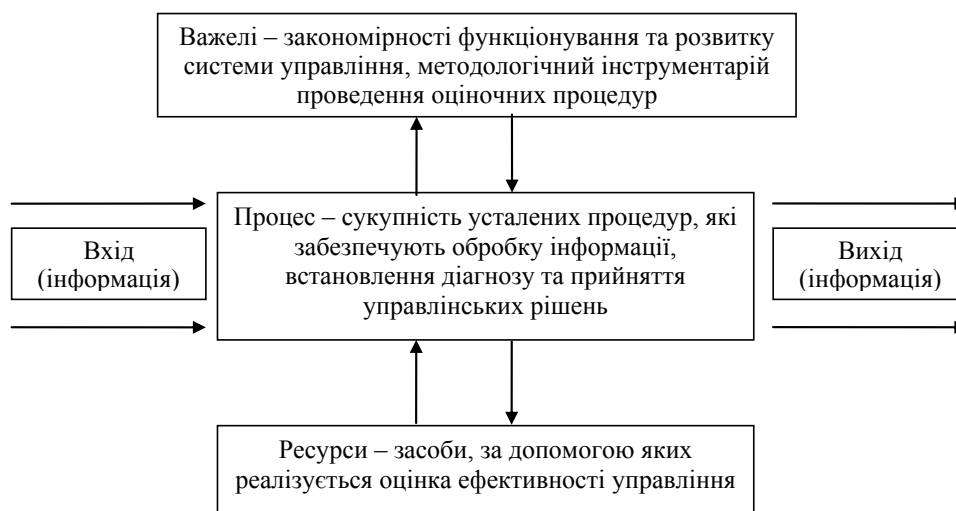 Важелі – закономірності функціонування та розвитку
системи управління, методологічний інструментарій
проведення оціночних процедур
Вхід
(інформація)
Процес – сукупність усталених процедур, які
забезпечують обробку інформації,
встановлення діагнозу та прийняття
управлінських рішень
Вихід
(інформація)
Ресурси – засоби, за допомогою яких
реалізується оцінка ефективності управління